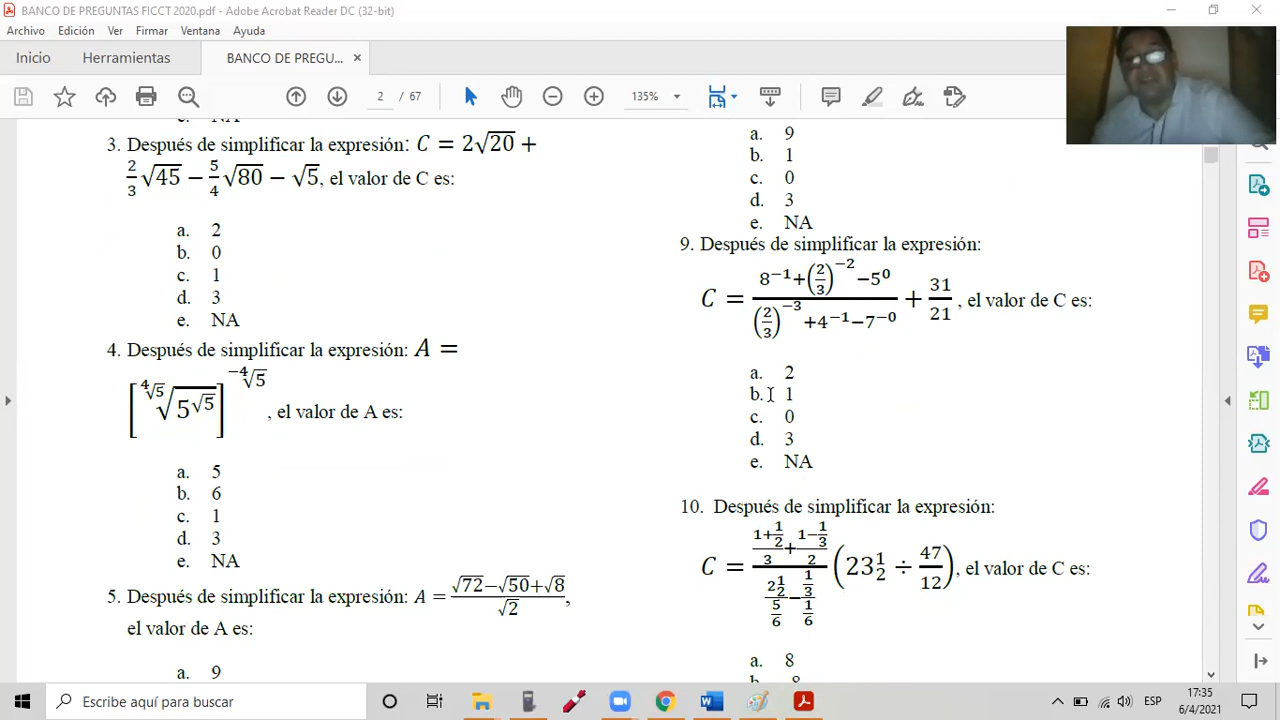 BANCO DE PREGUNTAS FICCT 2020.pdf - Adobe Acrobat Reader DC (32-bit)
Archivo Edición Ver Firmar Ventana Ayuda
Inicio Herramientas BANCO DE PREGU... ×
2 / 67 135%
e. NA
3. Después de simplificar la expresión: C = 2√20 +
2/3 √45 − 5/4 √80 − √5, el valor de C es:
a. 2
b. 0
c. 1
d. 3
e. NA
4. Después de simplificar la expresión: A =
[ ∜5√(5^√5) ]^(−∜5) , el valor de A es:
a. 5
b. 6
c. 1
d. 3
e. NA
5. Después de simplificar la expresión: A = (√72−√50+√8)/√2,
el valor de A es:
a. 9
a. 9
b. 1
c. 0
d. 3
e. NA
9. Después de simplificar la expresión:
C = (8^−1 + (2/3)^−2 − 5^0)/((2/3)^−3 + 4^−1 − 7^−0) + 31/21 , el valor de C es:
a. 2
b. 1
c. 0
d. 3
e. NA
10. Después de simplificar la expresión:
C = ((1+1/2)/3 + (1−1/3)/2)/((2 1/2)/(5/6) − (1/3)/(1/6)) (23 1/2 ÷ 47/12), el valor de C es:
a. 8
Escribe aquí para buscar
ESP
17:35
6/4/2021